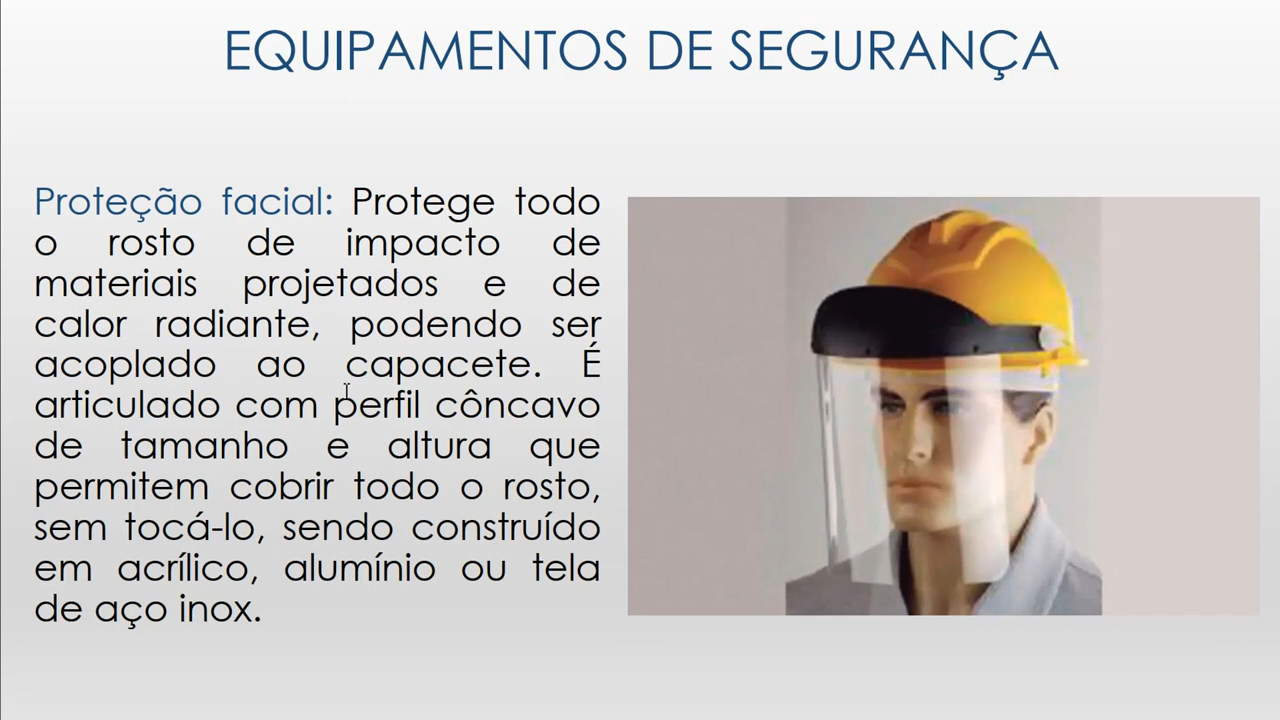 EQUIPAMENTOS DE SEGURANÇA
Proteção facial: Protege todo
o rosto de impacto de
materiais projetados e de
calor radiante, podendo ser
acoplado ao capacete. É
articulado com perfil côncavo
de tamanho e altura que
permitem cobrir todo o rosto,
sem tocá-lo, sendo construído
em acrílico, alumínio ou tela
de aço inox.